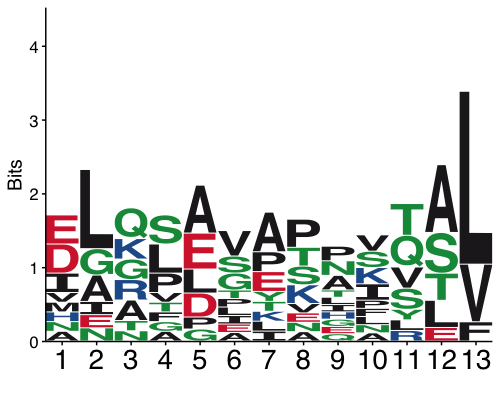 Bits
4
3
2
1
0
E D I V M H N A
L G A I E N
Q K G R A T N
S L P V T F G A
A E L D P G
V S G T P L E A
A P E Y K L I
P T S K V E N A
P N A T
V S K I L P F N A
T Q V S Y L R
A S T L E
L V F
1 2 3 4 5 6 7 8 9 10 11 12 13